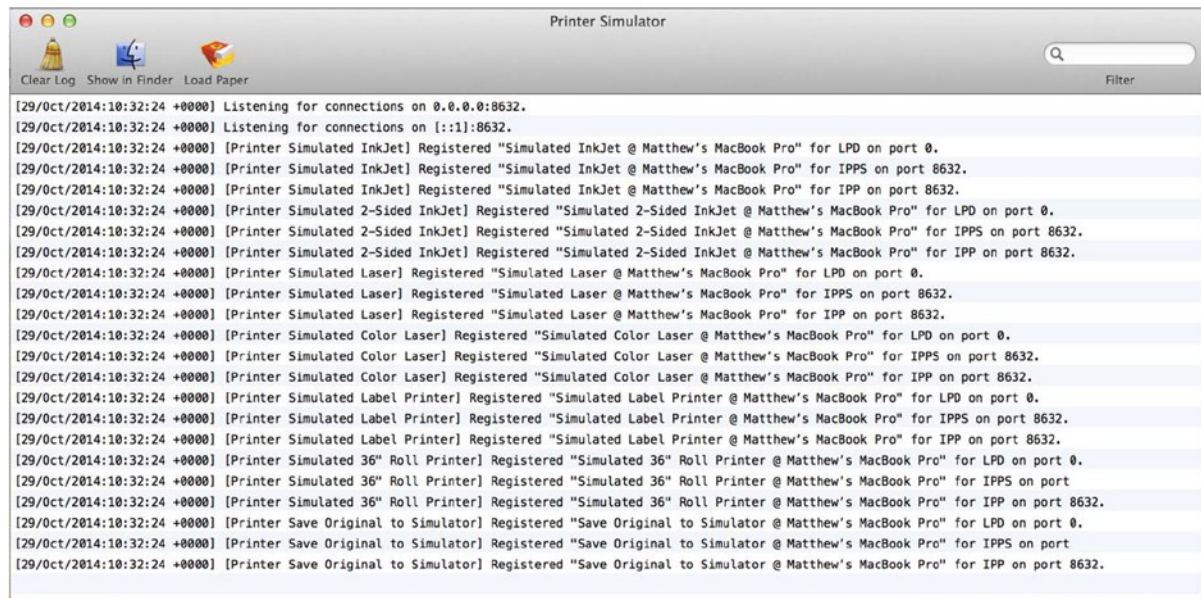 Printer Simulator
Clear Log Show in Finder Load Paper Filter
[29/Oct/2014:10:32:24 +0000] Listening for connections on 0.0.0.0:8632.
[29/Oct/2014:10:32:24 +0000] Listening for connections on [::1]:8632.
[29/Oct/2014:10:32:24 +0000] [Printer Simulated InkJet] Registered "Simulated InkJet @ Matthew's MacBook Pro" for LPD on port 0.
[29/Oct/2014:10:32:24 +0000] [Printer Simulated InkJet] Registered "Simulated InkJet @ Matthew's MacBook Pro" for IPPS on port 8632.
[29/Oct/2014:10:32:24 +0000] [Printer Simulated InkJet] Registered "Simulated InkJet @ Matthew's MacBook Pro" for IPP on port 8632.
[29/Oct/2014:10:32:24 +0000] [Printer Simulated 2-Sided InkJet] Registered "Simulated 2-Sided InkJet @ Matthew's MacBook Pro" for LPD on port 0.
[29/Oct/2014:10:32:24 +0000] [Printer Simulated 2-Sided InkJet] Registered "Simulated 2-Sided InkJet @ Matthew's MacBook Pro" for IPPS on port 8632.
[29/Oct/2014:10:32:24 +0000] [Printer Simulated 2-Sided InkJet] Registered "Simulated 2-Sided InkJet @ Matthew's MacBook Pro" for IPP on port 8632.
[29/Oct/2014:10:32:24 +0000] [Printer Simulated Laser] Registered "Simulated Laser @ Matthew's MacBook Pro" for LPD on port 0.
[29/Oct/2014:10:32:24 +0000] [Printer Simulated Laser] Registered "Simulated Laser @ Matthew's MacBook Pro" for IPPS on port 8632.
[29/Oct/2014:10:32:24 +0000] [Printer Simulated Laser] Registered "Simulated Laser @ Matthew's MacBook Pro" for IPP on port 8632.
[29/Oct/2014:10:32:24 +0000] [Printer Simulated Color Laser] Registered "Simulated Color Laser @ Matthew's MacBook Pro" for LPD on port 0.
[29/Oct/2014:10:32:24 +0000] [Printer Simulated Color Laser] Registered "Simulated Color Laser @ Matthew's MacBook Pro" for IPPS on port 8632.
[29/Oct/2014:10:32:24 +0000] [Printer Simulated Color Laser] Registered "Simulated Color Laser @ Matthew's MacBook Pro" for IPP on port 8632.
[29/Oct/2014:10:32:24 +0000] [Printer Simulated Label Printer] Registered "Simulated Label Printer @ Matthew's MacBook Pro" for LPD on port 0.
[29/Oct/2014:10:32:24 +0000] [Printer Simulated Label Printer] Registered "Simulated Label Printer @ Matthew's MacBook Pro" for IPPS on port 8632.
[29/Oct/2014:10:32:24 +0000] [Printer Simulated Label Printer] Registered "Simulated Label Printer @ Matthew's MacBook Pro" for IPP on port 8632.
[29/Oct/2014:10:32:24 +0000] [Printer Simulated 36" Roll Printer] Registered "Simulated 36" Roll Printer @ Matthew's MacBook Pro" for LPD on port 0.
[29/Oct/2014:10:32:24 +0000] [Printer Simulated 36" Roll Printer] Registered "Simulated 36" Roll Printer @ Matthew's MacBook Pro" for IPPS on port
[29/Oct/2014:10:32:24 +0000] [Printer Simulated 36" Roll Printer] Registered "Simulated 36" Roll Printer @ Matthew's MacBook Pro" for IPP on port 8632.
[29/Oct/2014:10:32:24 +0000] [Printer Save Original to Simulator] Registered "Save Original to Simulator @ Matthew's MacBook Pro" for LPD on port 0.
[29/Oct/2014:10:32:24 +0000] [Printer Save Original to Simulator] Registered "Save Original to Simulator @ Matthew's MacBook Pro" for IPPS on port
[29/Oct/2014:10:32:24 +0000] [Printer Save Original to Simulator] Registered "Save Original to Simulator @ Matthew's MacBook Pro" for IPP on port 8632.